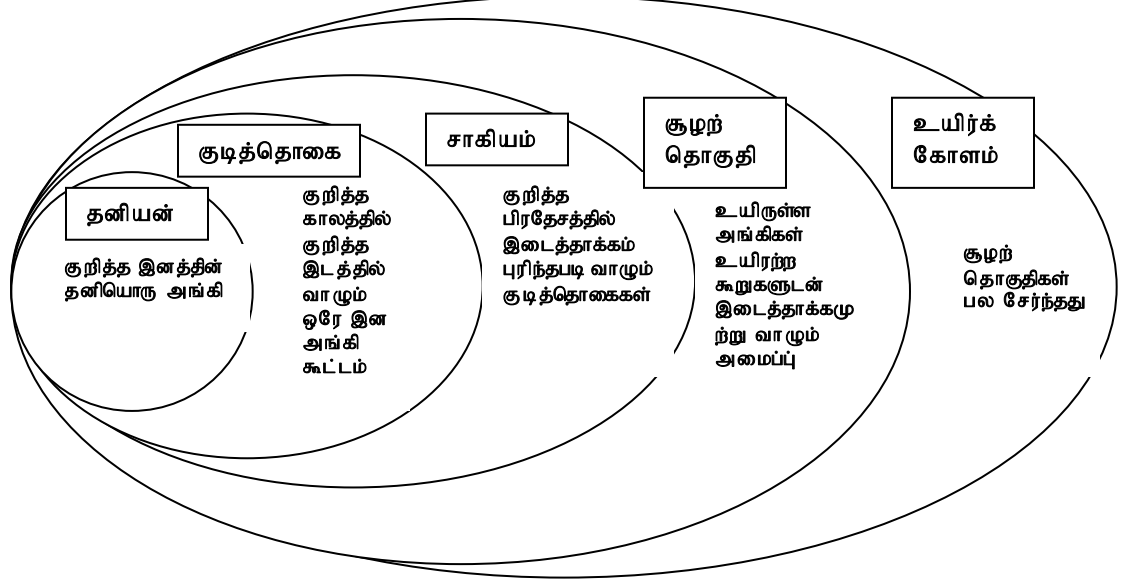 தனியன்
குறித்த இனத்தின்
தனியொரு அங்கி
குடித்தொகை
குறித்த
காலத்தில்
குறித்த
இடத்தில்
வாழும்
ஒரே இன
அங்கி
கூட்டம்
சாகியம்
குறித்த
பிரதேசத்தில்
இடைத்தாக்கம்
புரிந்தபடி வாழும்
குடித்தொகைகள்
சூழற்
தொகுதி
உயிருள்ள
அங்கிகள்
உயிரற்ற
கூறுகளுடன்
இடைத்தாக்கமு
ற்று வாழும்
அமைப்பு
உயிர்க்
கோளம்
சூழற்
தொகுதிகள்
பல சேர்ந்தது